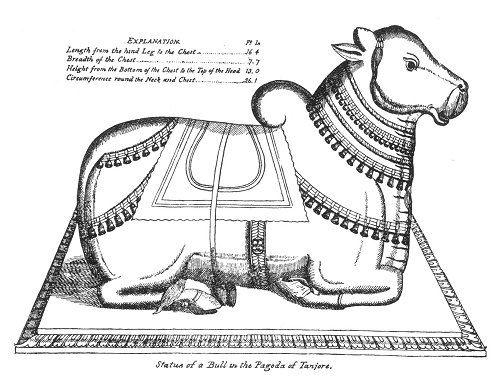 EXPLANATION Ft In
Length from the hind Leg to the Chest 16 4
Breadth of the Chest 7.7
Height from the Bottom of the Chest to the Top of the Head 13.0
Circumference round the Neck and Chest 26.1
Statue of a Bull in the Pagoda of Tanjore.